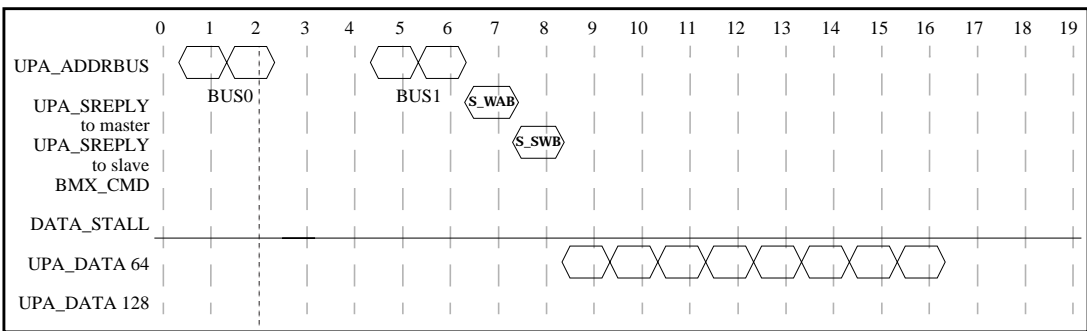 0 1 2 3 4 5 6 7 8 9 10 11 12 13 14 15 16 17 18 19
UPA_ADDRBUS
BUS0 BUS1
UPA_SREPLY
to master
S_WAB
UPA_SREPLY
to slave
S_SWB
BMX_CMD
DATA_STALL
UPA_DATA 64
UPA_DATA 128